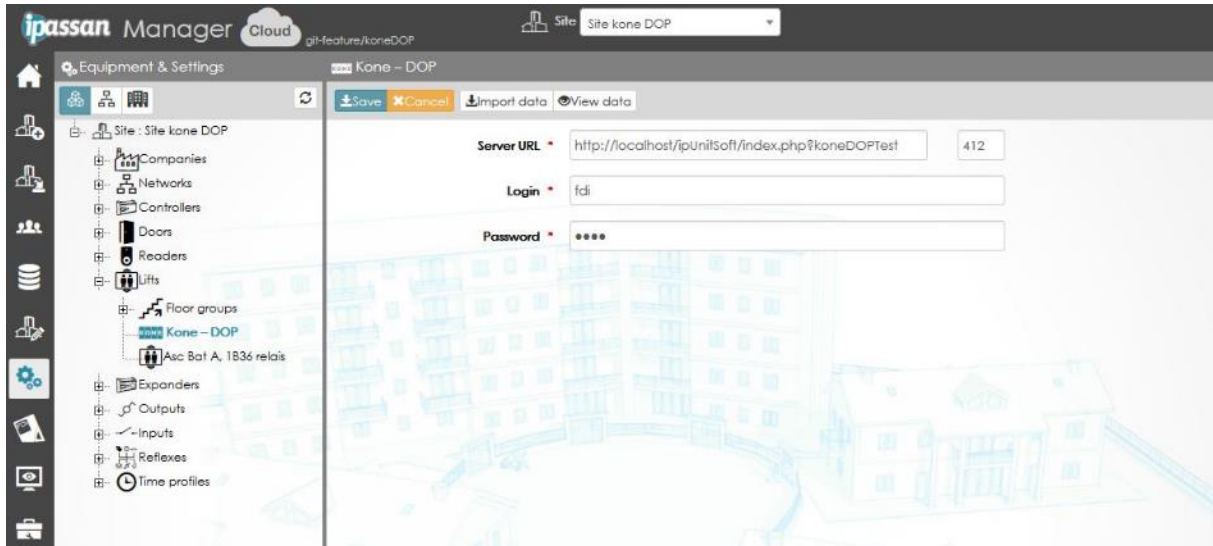 ipassan Manager Cloud git-feature/koneDOP Site Site kone DOP
Equipment & Settings Kone – DOP
Save Cancel Import data View data
Site : Site kone DOP
Server URL * http://localhost/ipUnitSoft/index.php?koneDOPTest 412
Companies
Networks
Login * fdi
Controllers
Doors
Password * ••••
Readers
Lifts
Floor groups
KONE Kone – DOP
Asc Bat A, 1B36 relais
Expanders
Outputs
Inputs
Reflexes
Time profiles